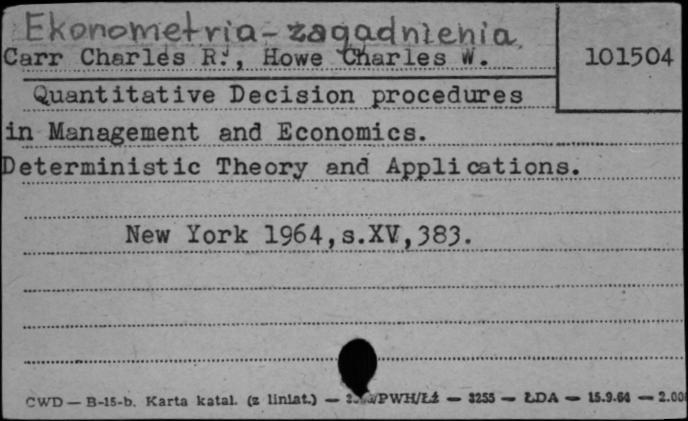 Ekonometria - zagadnienia
Carr Charles R., Howe Charles W.
101504
Quantitative Decision procedures
in Management and Economics.
Deterministic Theory and Applications.
New York 1964,s.XV,383.
CWD — B-15-b. Karta katal. (z liniat.) — /PWH/Łż — 3255 — ŁDA — 15.9.64 — 2.00